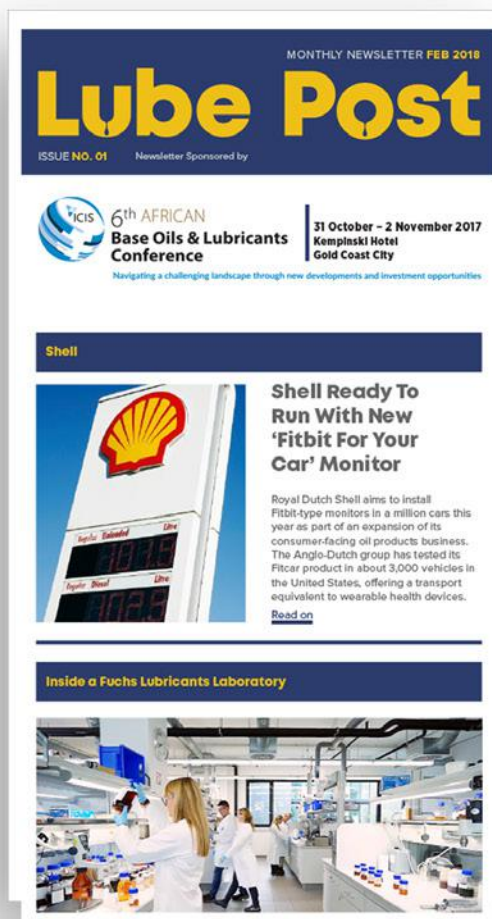 MONTHLY NEWSLETTER FEB 2018
Lube Post
ISSUE NO. 01 Newsletter Sponsored by
ICIS
6th AFRICAN
Base Oils & Lubricants
Conference
31 October – 2 November 2017
Kempinski Hotel
Gold Coast City
Navigating a challenging landscape through new developments and investment opportunities
Shell
Regular Unleaded Litre
Regular Diesel Litre
Shell Ready To
Run With New
‘Fitbit For Your
Car’ Monitor
Royal Dutch Shell aims to install
Fitbit-type monitors in a million cars this
year as part of an expansion of its
consumer-facing oil products business.
The Anglo-Dutch group has tested its
Fitcar product in about 3,000 vehicles in
the United States, offering a transport
equivalent to wearable health devices.
Read on
Inside a Fuchs Lubricants Laboratory